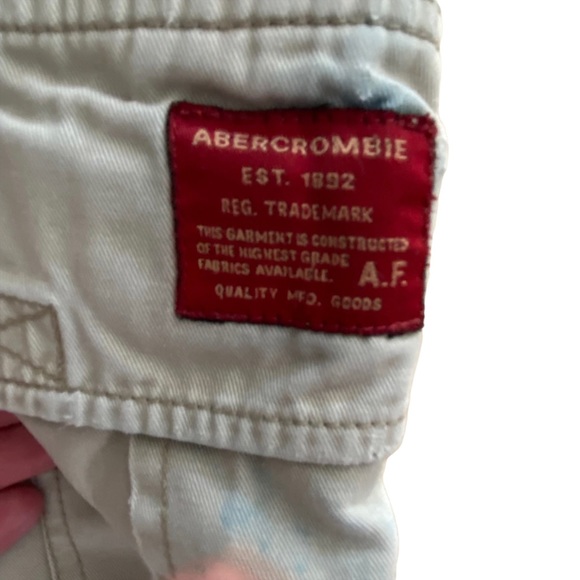 ABERCROMBIE
EST. 1892
REG. TRADEMARK
THIS GARMENT IS CONSTRUCTED
OF THE HIGHEST GRADE
FABRICS AVAILABLE. A.F.
QUALITY MFD. GOODS